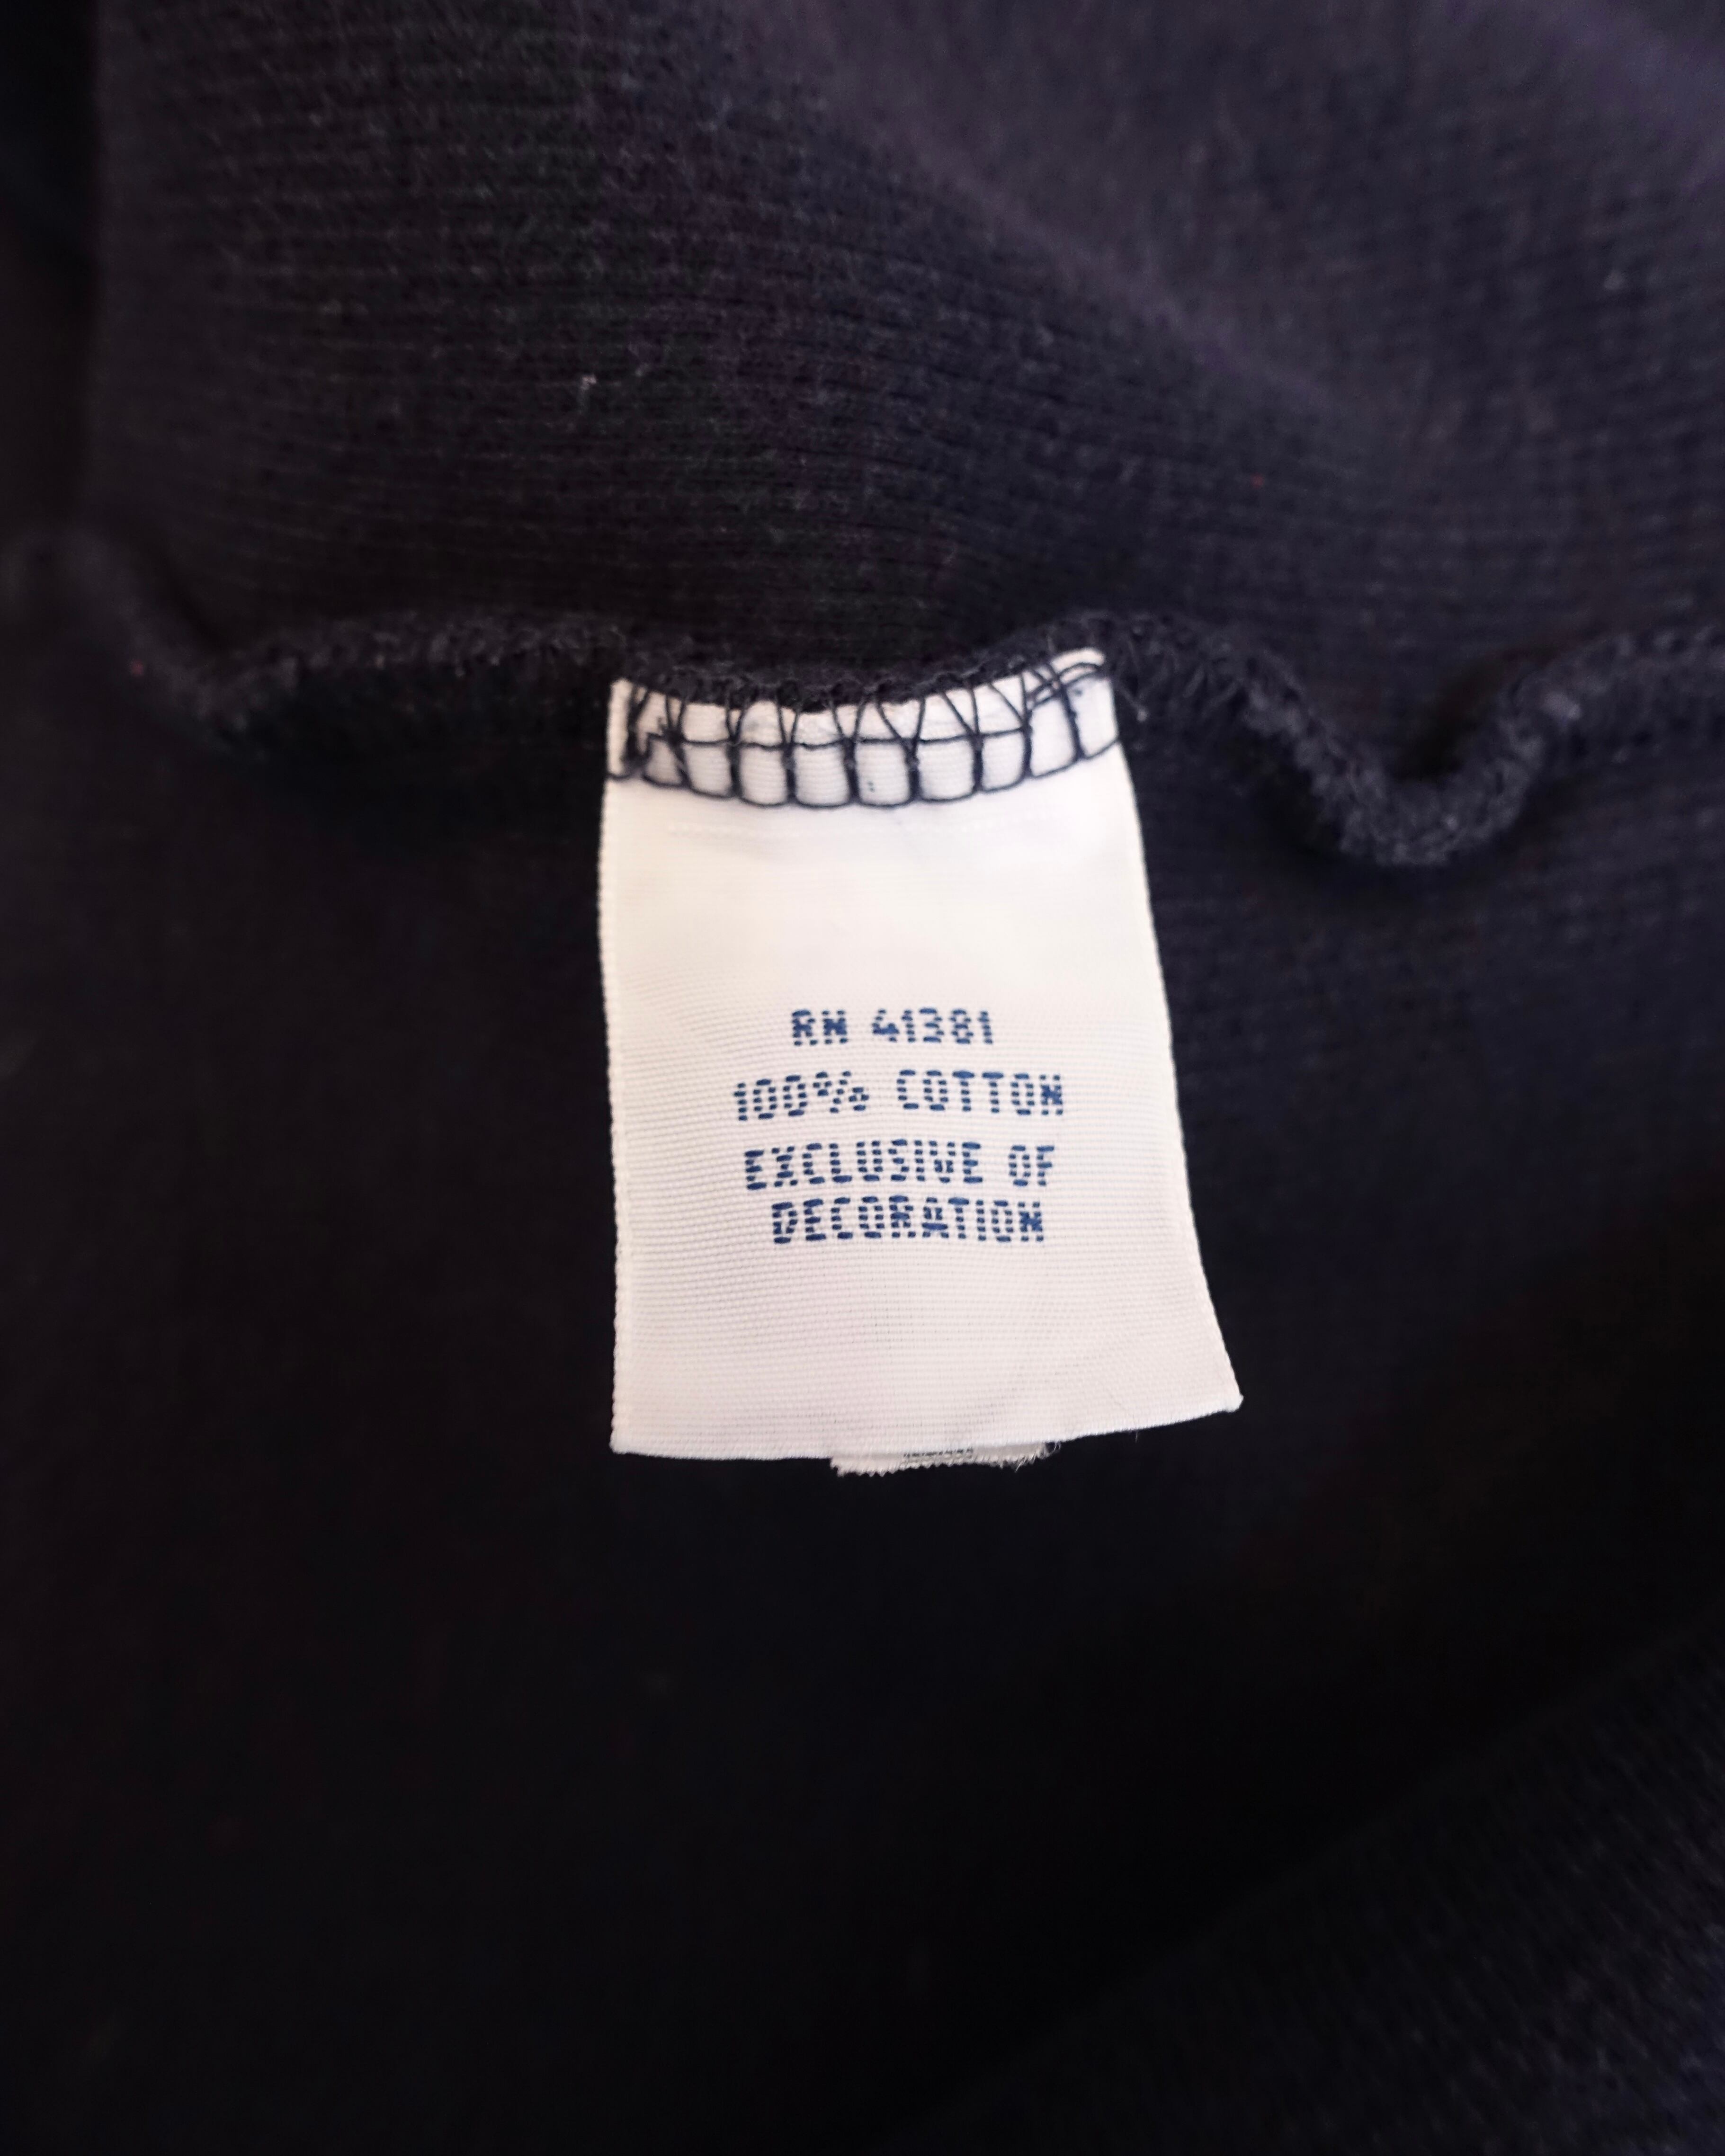 RN 41381
100% COTTON
EXCLUSIVE OF
DECORATION